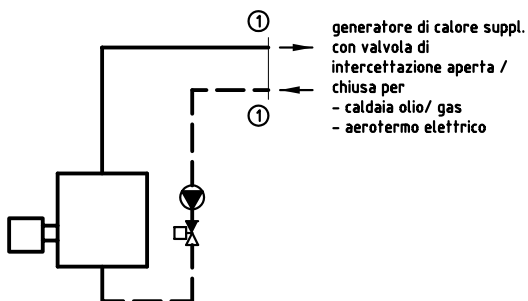 1
generatore di calore suppl.
con valvola di
intercettazione aperta /
chiusa per
- caldaia olio/ gas
- aerotermo elettrico
1